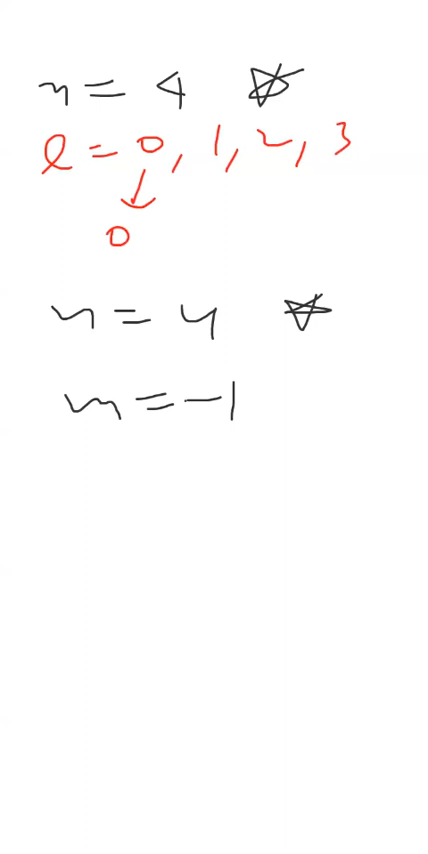 n = 4 ☆
l = 0, 1, 2, 3
↓
0
n = 4 ☆
m = -1